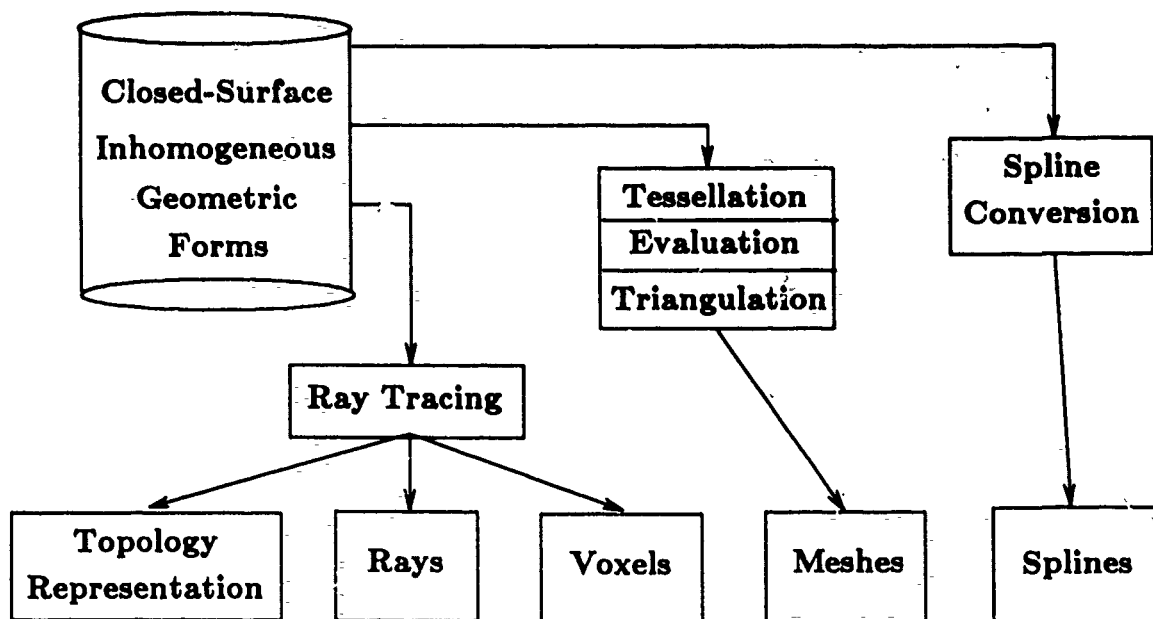 Closed-Surface
Inhomogeneous
Geometric
Forms
Tessellation
Evaluation
Triangulation
Spline
Conversion
Ray Tracing
Topology
Representation
Rays
Voxels
Meshes
Splines